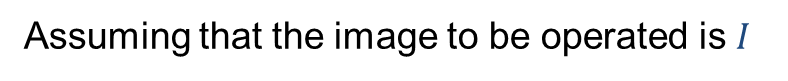 Assuming that the image to be operated is I